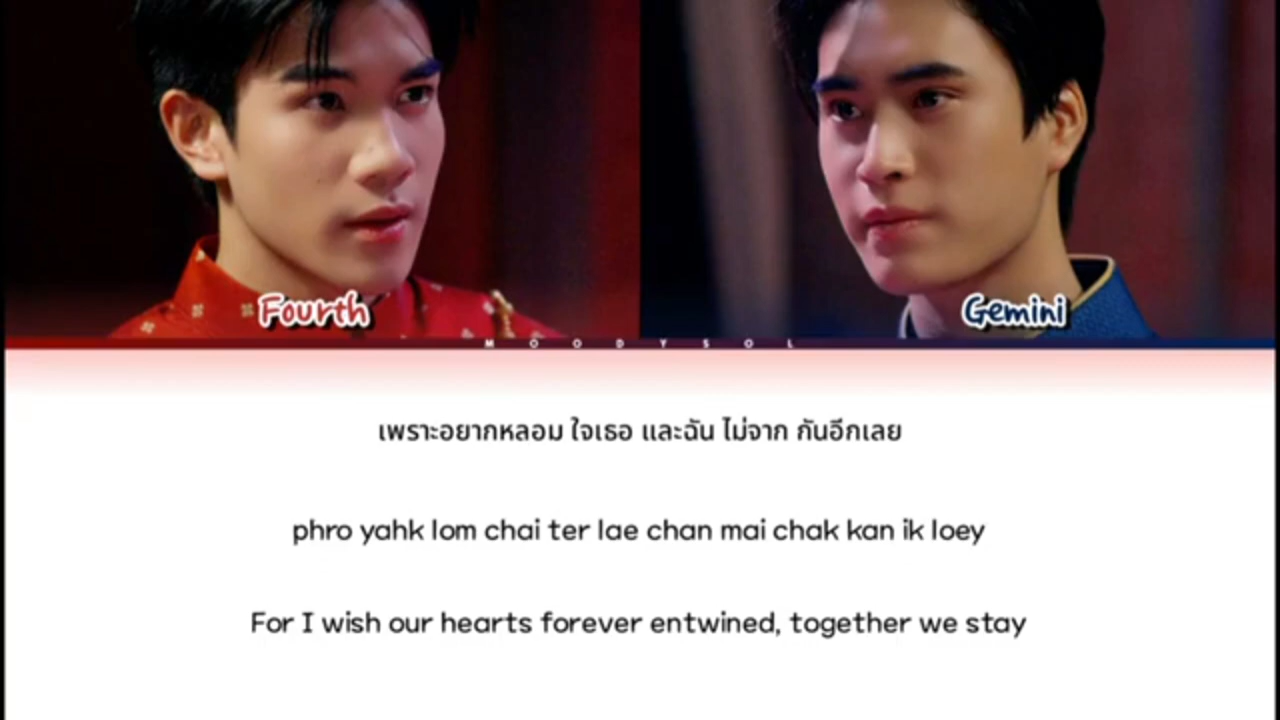 Fourth
Gemini
MOODYSOL
เพราะอยากหลอม ใจเธอ และฉัน ไม่จาก กันอีกเลย
phro yahk lom chai ter lae chan mai chak kan ik loey
For I wish our hearts forever entwined, together we stay